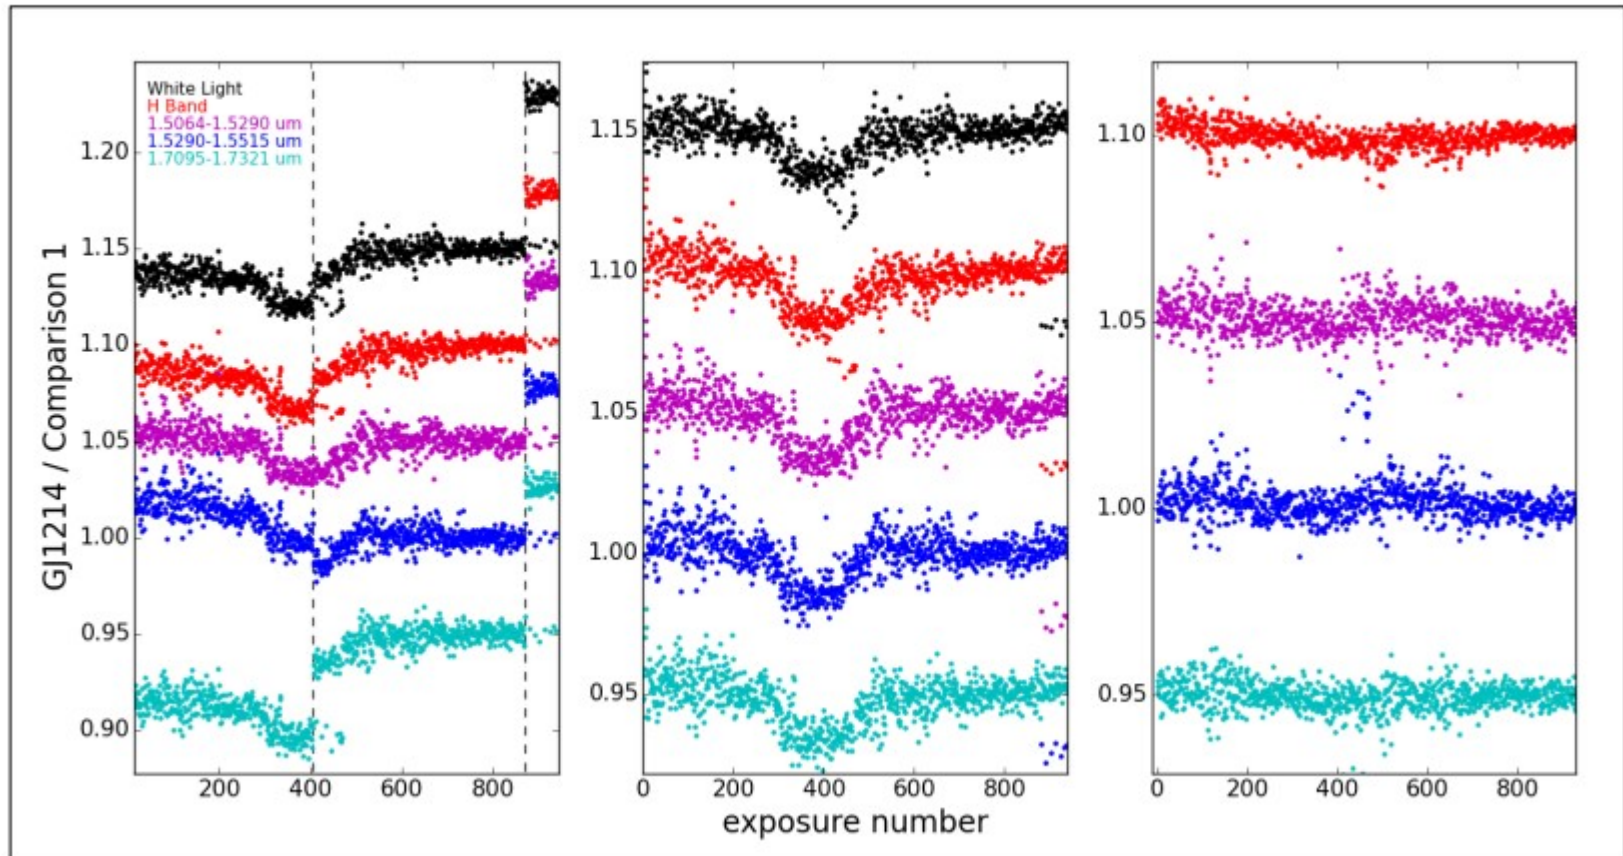 White Light
H Band
1.5064-1.5290 um
1.5290-1.5515 um
1.7095-1.7321 um
GJ1214 / Comparison 1
1.20
1.15
1.10
1.05
1.00
0.95
0.90
200 400 600 800
1.15
1.10
1.05
1.00
0.95
0 200 400 600 800
1.10
1.05
1.00
0.95
0 200 400 600 800
exposure number